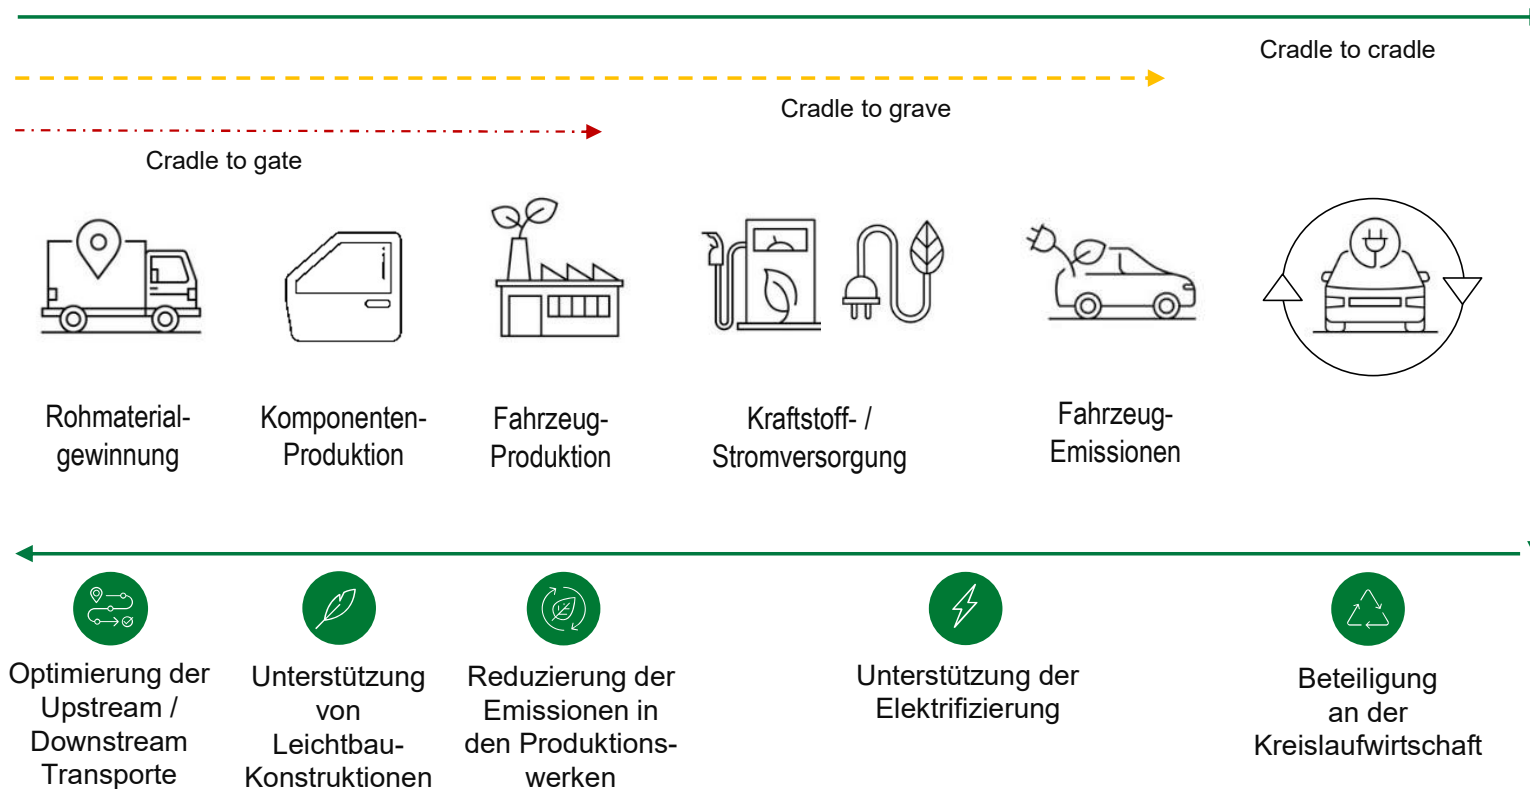 Cradle to cradle
Cradle to grave
Cradle to gate
Rohmaterial-
gewinnung
Komponenten-
Produktion
Fahrzeug-
Produktion
Kraftstoff- /
Stromversorgung
Fahrzeug-
Emissionen
Optimierung der
Upstream /
Downstream
Transporte
Unterstützung
von
Leichtbau-
Konstruktionen
Reduzierung der
Emissionen in
den Produktions-
werken
Unterstützung der
Elektrifizierung
Beteiligung
an der
Kreislaufwirtschaft